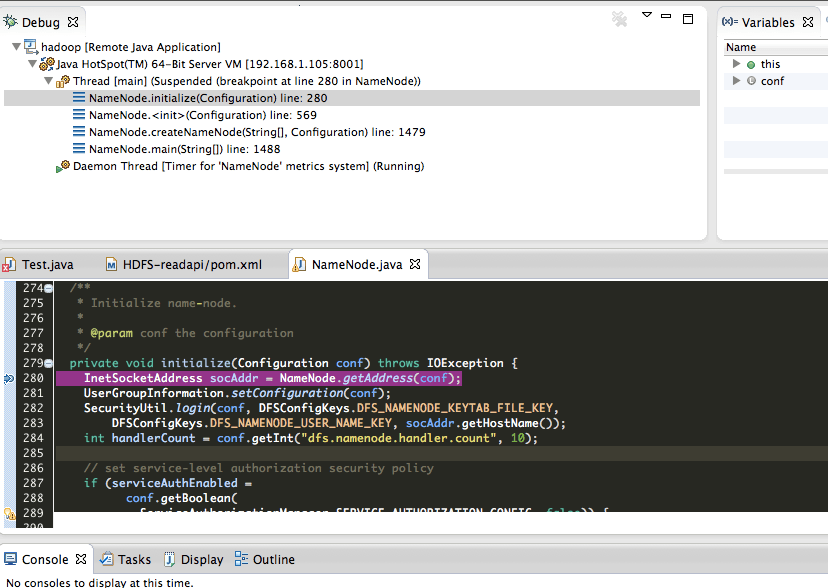 Debug
(x)= Variables
hadoop [Remote Java Application]
Name
Java HotSpot(TM) 64-Bit Server VM [192.168.1.105:8001]
this
Thread [main] (Suspended (breakpoint at line 280 in NameNode))
conf
NameNode.initialize(Configuration) line: 280
NameNode.<init>(Configuration) line: 569
NameNode.createNameNode(String[], Configuration) line: 1479
NameNode.main(String[]) line: 1488
Daemon Thread [Timer for 'NameNode' metrics system] (Running)
Test.java HDFS-readapi/pom.xml NameNode.java
274 /**
275 * Initialize name-node.
276 *
277 * @param conf the configuration
278 */
279 private void initialize(Configuration conf) throws IOException {
280 InetSocketAddress socAddr = NameNode.getAddress(conf);
281 UserGroupInformation.setConfiguration(conf);
282 SecurityUtil.login(conf, DFSConfigKeys.DFS_NAMENODE_KEYTAB_FILE_KEY,
283 DFSConfigKeys.DFS_NAMENODE_USER_NAME_KEY, socAddr.getHostName());
284 int handlerCount = conf.getInt("dfs.namenode.handler.count", 10);
285
286 // set service-level authorization security policy
287 if (serviceAuthEnabled =
288 conf.getBoolean(
289 ServiceAuthorizationManager.SERVICE_AUTHORIZATION_CONFIG, false)) {
290
Console Tasks Display Outline
No consoles to display at this time.